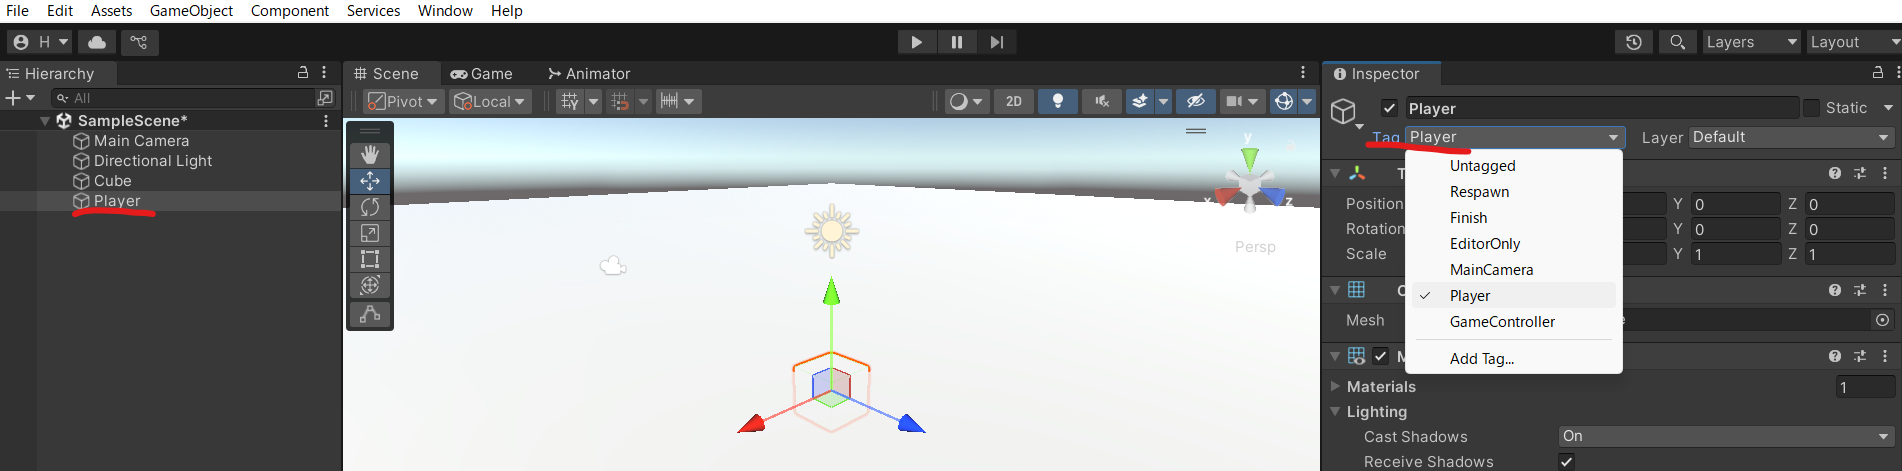 File Edit Assets GameObject Component Services Window Help
H Layers Layout
Hierarchy
All
SampleScene*
Main Camera
Directional Light
Cube
Player
Scene Game Animator
Pivot Local 2D
y
x z
Persp
Inspector
Player Static
Tag Player Layer Default
Untagged
Respawn
Finish
EditorOnly
MainCamera
Player
GameController
Add Tag...
Position Y 0 Z 0
Rotation Y 0 Z 0
Scale Y 1 Z 1
Mesh
Materials 1
Lighting
Cast Shadows On
Receive Shadows